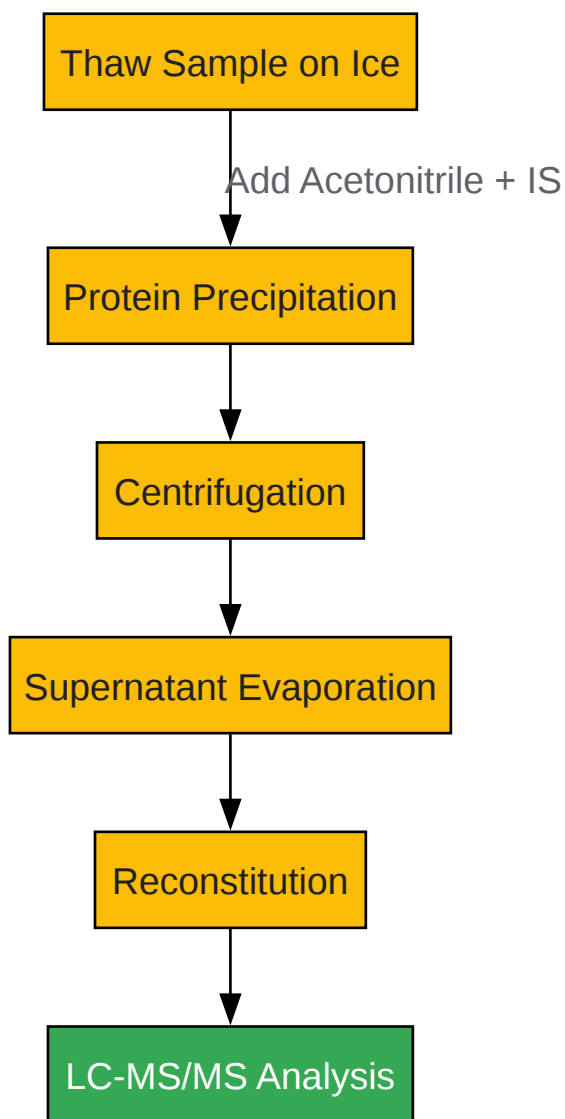 Thaw Sample on Ice
Add Acetonitrile + IS
Protein Precipitation
Centrifugation
Supernatant Evaporation
Reconstitution
LC-MS/MS Analysis